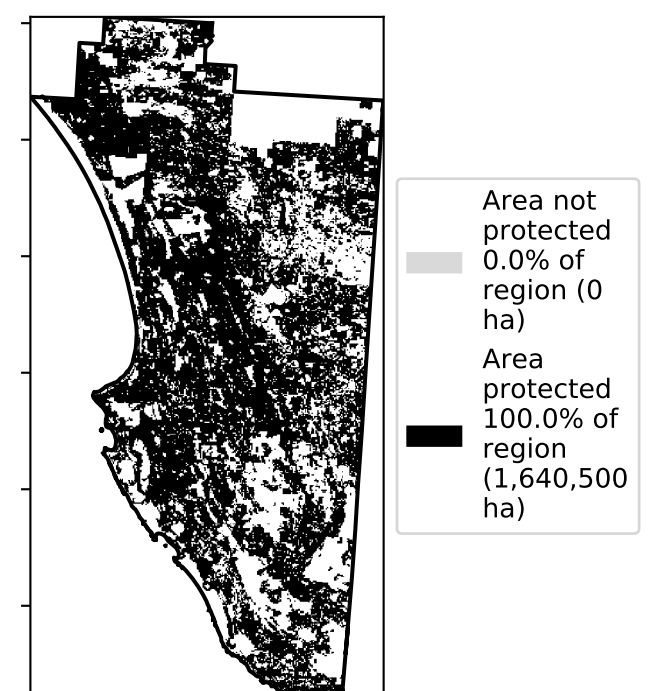 Area not
protected
0.0% of
region (0
ha)
Area
protected
100.0% of
region
(1,640,500
ha)